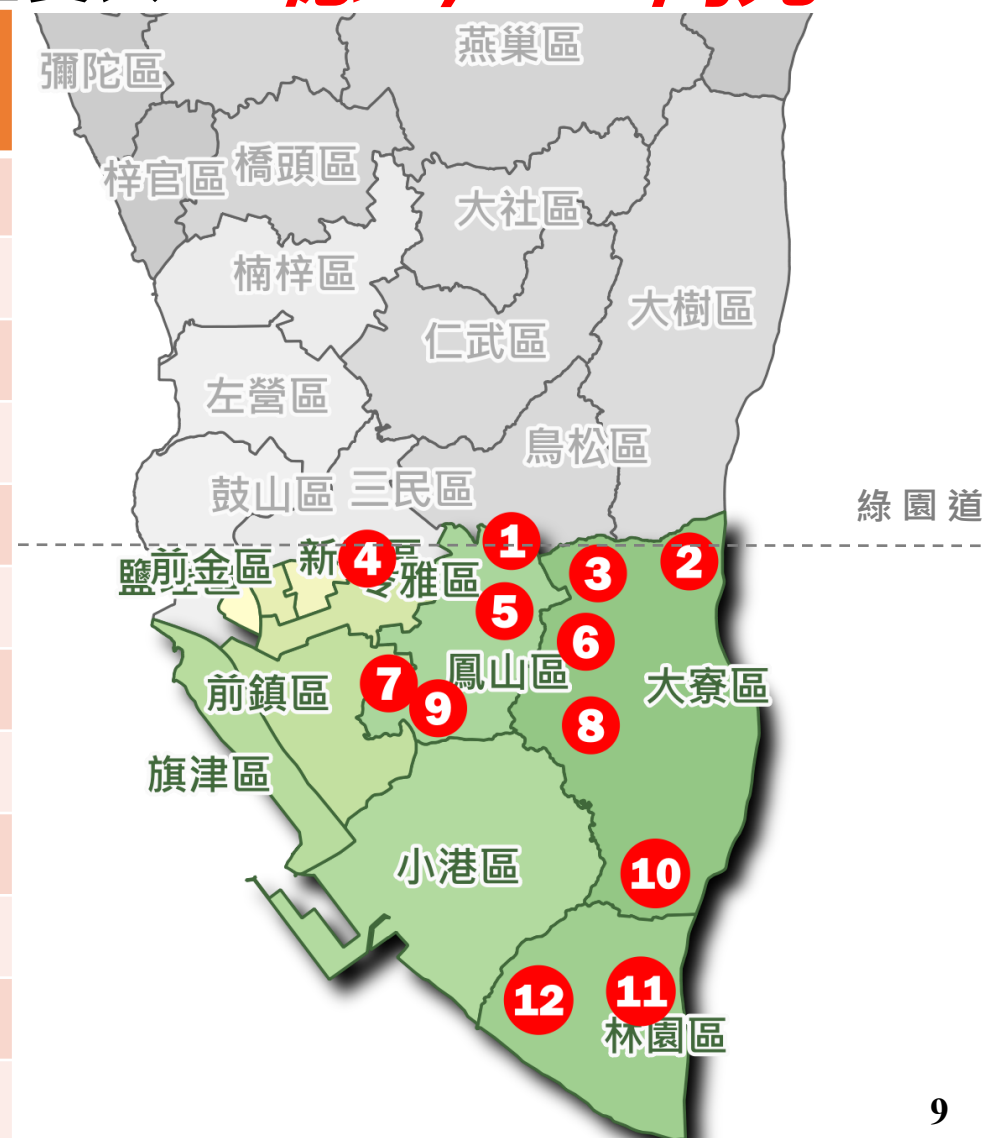 燕巢區
彌陀區
橋頭區
梓官區
大社區
楠梓區
大樹區
仁武區
左營區
鳥松區
鼓山區
三民區
綠園道
1
4
新
區
2
前金區
鹽
3
雅區
5
6
鳳山區
7
前鎮區
大寮區
9
8
旗津區
小港區
10
11
12
林園區
9